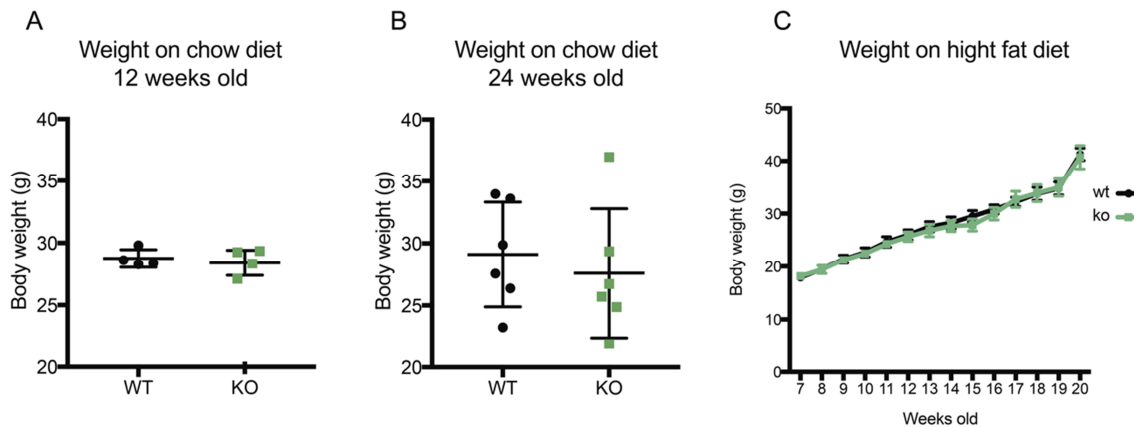 A
Weight on chow diet
12 weeks old
Body weight (g)
40
35
30
25
20
WT
KO
B
Weight on chow diet
24 weeks old
Body weight (g)
40
35
30
25
20
WT
KO
C
Weight on hight fat diet
Body weight (g)
50
40
30
20
10
0
7 8 9 10 11 12 13 14 15 16 17 18 19 20
Weeks old
wt
ko